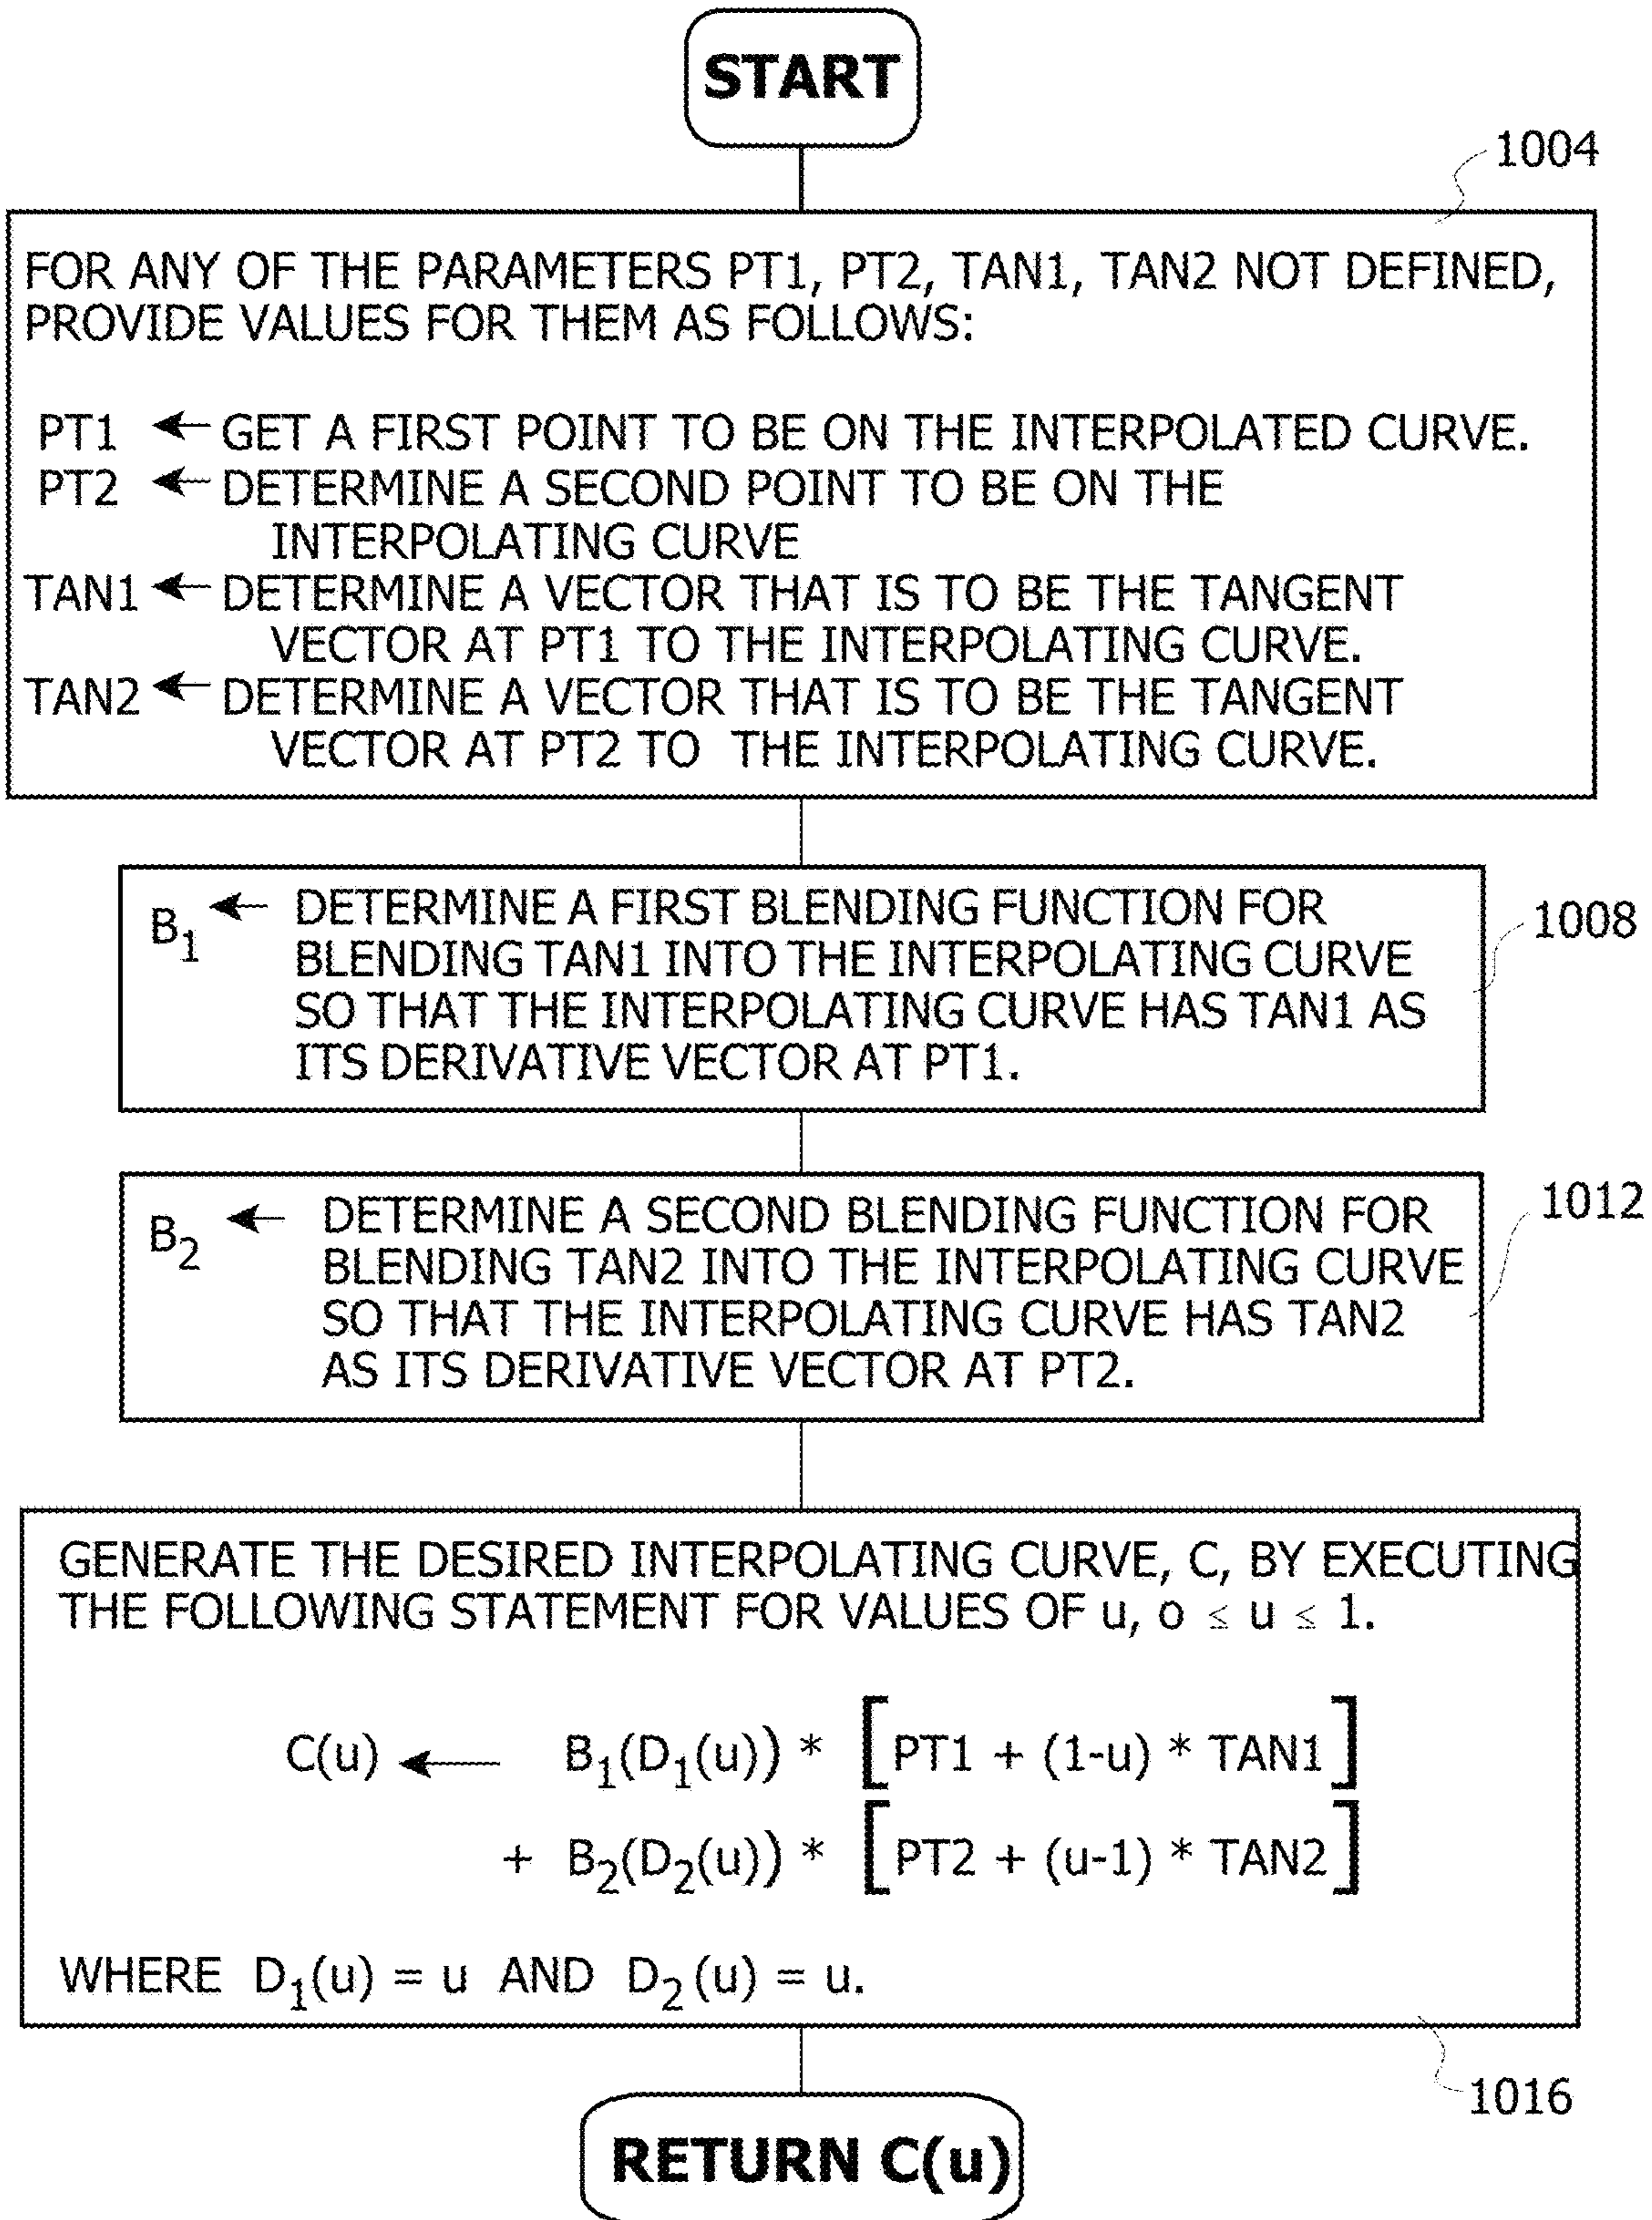 START
1004
FOR ANY OF THE PARAMETERS PT1, PT2, TAN1, TAN2 NOT DEFINED,
PROVIDE VALUES FOR THEM AS FOLLOWS:
PT1 ← GET A FIRST POINT TO BE ON THE INTERPOLATED CURVE.
PT2 ← DETERMINE A SECOND POINT TO BE ON THE
INTERPOLATING CURVE
TAN1 ← DETERMINE A VECTOR THAT IS TO BE THE TANGENT
VECTOR AT PT1 TO THE INTERPOLATING CURVE.
TAN2 ← DETERMINE A VECTOR THAT IS TO BE THE TANGENT
VECTOR AT PT2 TO THE INTERPOLATING CURVE.
B₁ ← DETERMINE A FIRST BLENDING FUNCTION FOR
BLENDING TAN1 INTO THE INTERPOLATING CURVE
SO THAT THE INTERPOLATING CURVE HAS TAN1 AS
ITS DERIVATIVE VECTOR AT PT1.
1008
B₂ ← DETERMINE A SECOND BLENDING FUNCTION FOR
BLENDING TAN2 INTO THE INTERPOLATING CURVE
SO THAT THE INTERPOLATING CURVE HAS TAN2
AS ITS DERIVATIVE VECTOR AT PT2.
1012
GENERATE THE DESIRED INTERPOLATING CURVE, C, BY EXECUTING
THE FOLLOWING STATEMENT FOR VALUES OF u, o ≤ u ≤ 1.
C(u) ← B₁(D₁(u)) * [PT1 + (1-u) * TAN1]
+ B₂(D₂(u)) * [PT2 + (u-1) * TAN2]
WHERE D₁(u) = u AND D₂(u) = u.
1016
RETURN C(u)